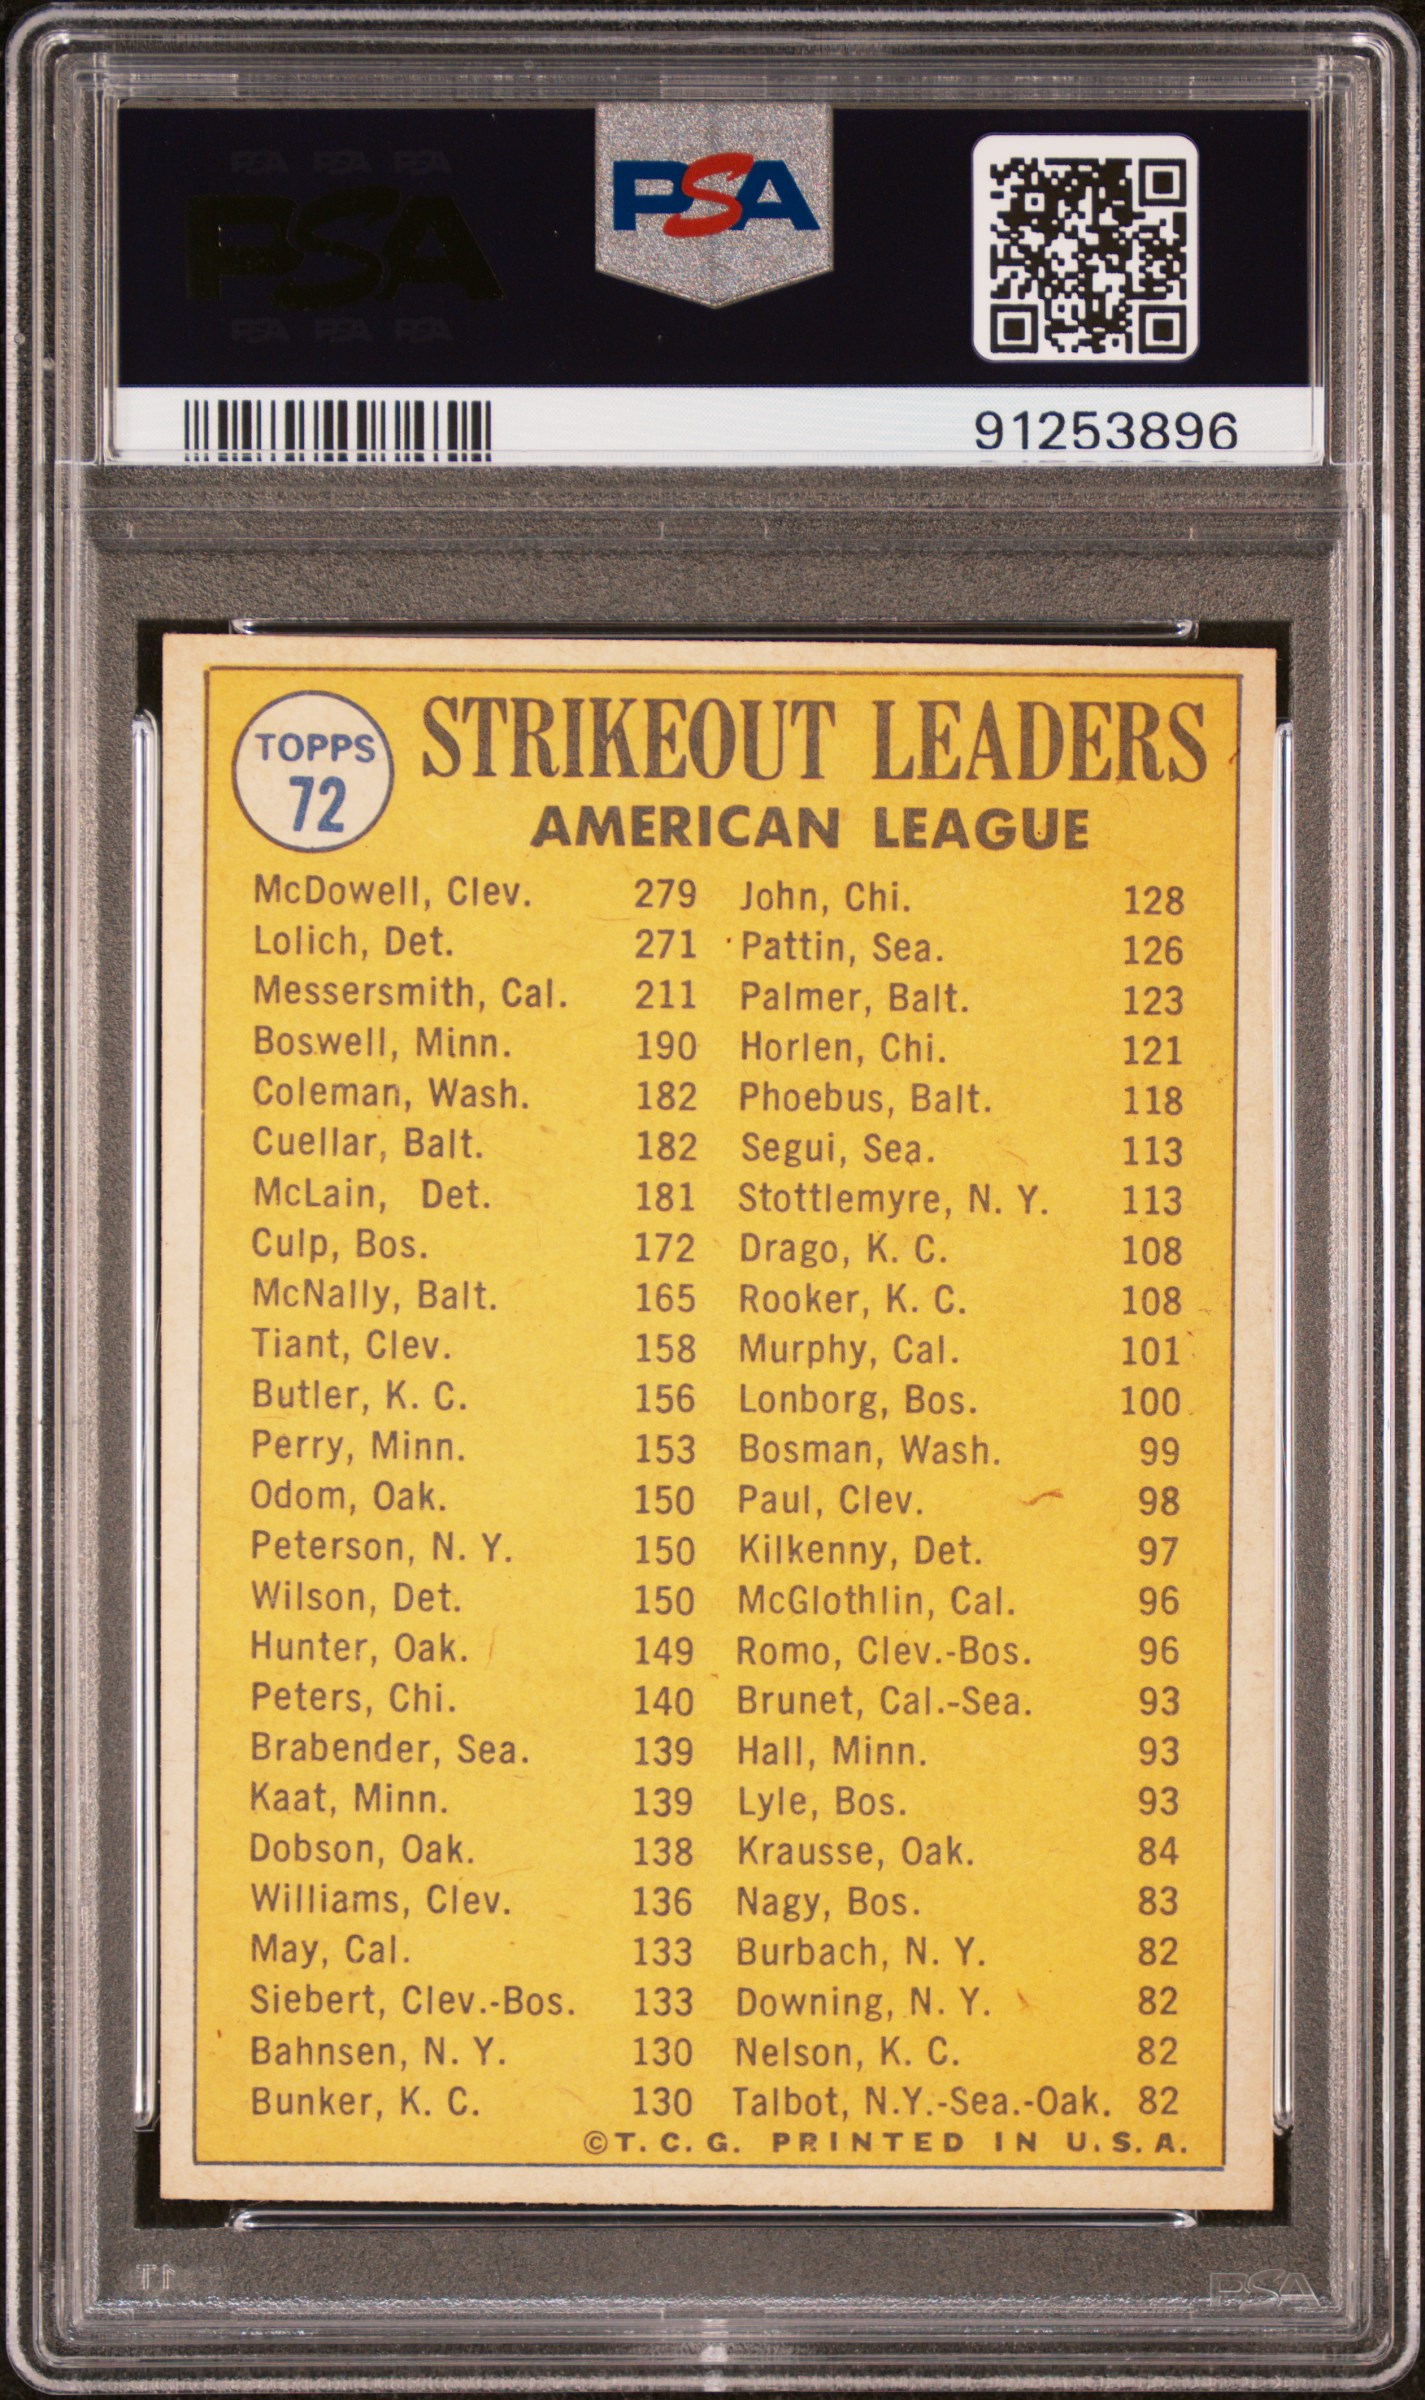 PSA PSA PSA
PSA
PSA
PSA PSA PSA
91253896
TOPPS
72
STRIKEOUT LEADERS
AMERICAN LEAGUE
McDowell, Clev. 279
Lolich, Det. 271
Messersmith, Cal. 211
Boswell, Minn. 190
Coleman, Wash. 182
Cuellar, Balt. 182
McLain, Det. 181
Culp, Bos. 172
McNally, Balt. 165
Tiant, Clev. 158
Butler, K. C. 156
Perry, Minn. 153
Odom, Oak. 150
Peterson, N. Y. 150
Wilson, Det. 150
Hunter, Oak. 149
Peters, Chi. 140
Brabender, Sea. 139
Kaat, Minn. 139
Dobson, Oak. 138
Williams, Clev. 136
May, Cal. 133
Siebert, Clev.-Bos. 133
Bahnsen, N. Y. 130
Bunker, K. C. 130
John, Chi. 128
Pattin, Sea. 126
Palmer, Balt. 123
Horlen, Chi. 121
Phoebus, Balt. 118
Segui, Sea. 113
Stottlemyre, N. Y. 113
Drago, K. C. 108
Rooker, K. C. 108
Murphy, Cal. 101
Lonborg, Bos. 100
Bosman, Wash. 99
Paul, Clev. 98
Kilkenny, Det. 97
McGlothlin, Cal. 96
Romo, Clev.-Bos. 96
Brunet, Cal.-Sea. 93
Hall, Minn. 93
Lyle, Bos. 93
Krausse, Oak. 84
Nagy, Bos. 83
Burbach, N. Y. 82
Downing, N. Y. 82
Nelson, K. C. 82
Talbot, N.Y.-Sea.-Oak. 82
©T. C. G. PRINTED IN U. S. A.
PSA